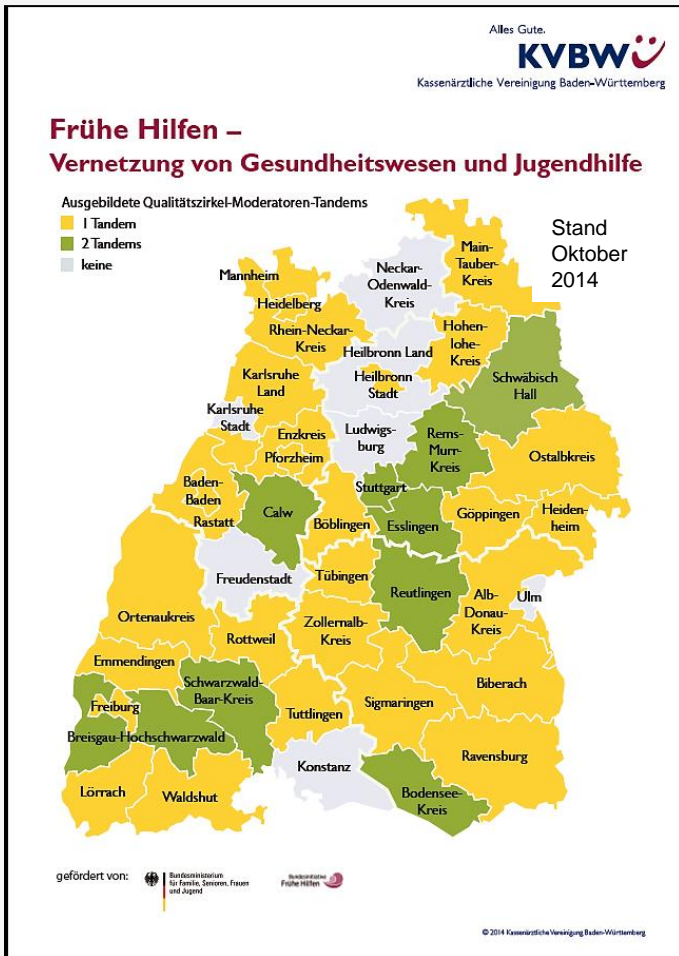 Alles Gute.
KVBW
Kassenärztliche Vereinigung Baden-Württemberg
Frühe Hilfen –
Vernetzung von Gesundheitswesen und Jugendhilfe
Ausgebildete Qualitätszirkel-Moderatoren-Tandems
1 Tandem
2 Tandems
keine
Stand
Oktober
2014
Main-
Tauber-
Kreis
Neckar-
Odenwald-
Kreis
Mannheim
Heidelberg
Rhein-Neckar-
Kreis
Hohen-
lohe-
Kreis
Heilbronn Land
Heilbronn
Stadt
Schwäbisch
Hall
Karlsruhe
Land
Karlsruhe
Stadt
Enzkreis
Pforzheim
Ludwigs-
burg
Rems-
Murr-
Kreis
Ostalbkreis
Baden-
Baden
Rastatt
Calw
Böblingen
Stuttgart
Esslingen
Göppingen
Heiden-
heim
Freudenstadt
Tübingen
Reutlingen
Alb-
Donau-
Kreis
Ulm
Ortenaukreis
Rottweil
Zollernalb-
Kreis
Emmendingen
Schwarzwald-
Baar-Kreis
Biberach
Sigmaringen
Tuttlingen
Freiburg
Breisgau-Hochschwarzwald
Konstanz
Ravensburg
Lörrach
Waldshut
Bodensee-
Kreis
gefördert von:
Bundesministerium
für Familie, Senioren, Frauen
und Jugend
Bundesinitiative
Frühe Hilfen
© 2014 Kassenärztliche Vereinigung Baden-Württemberg